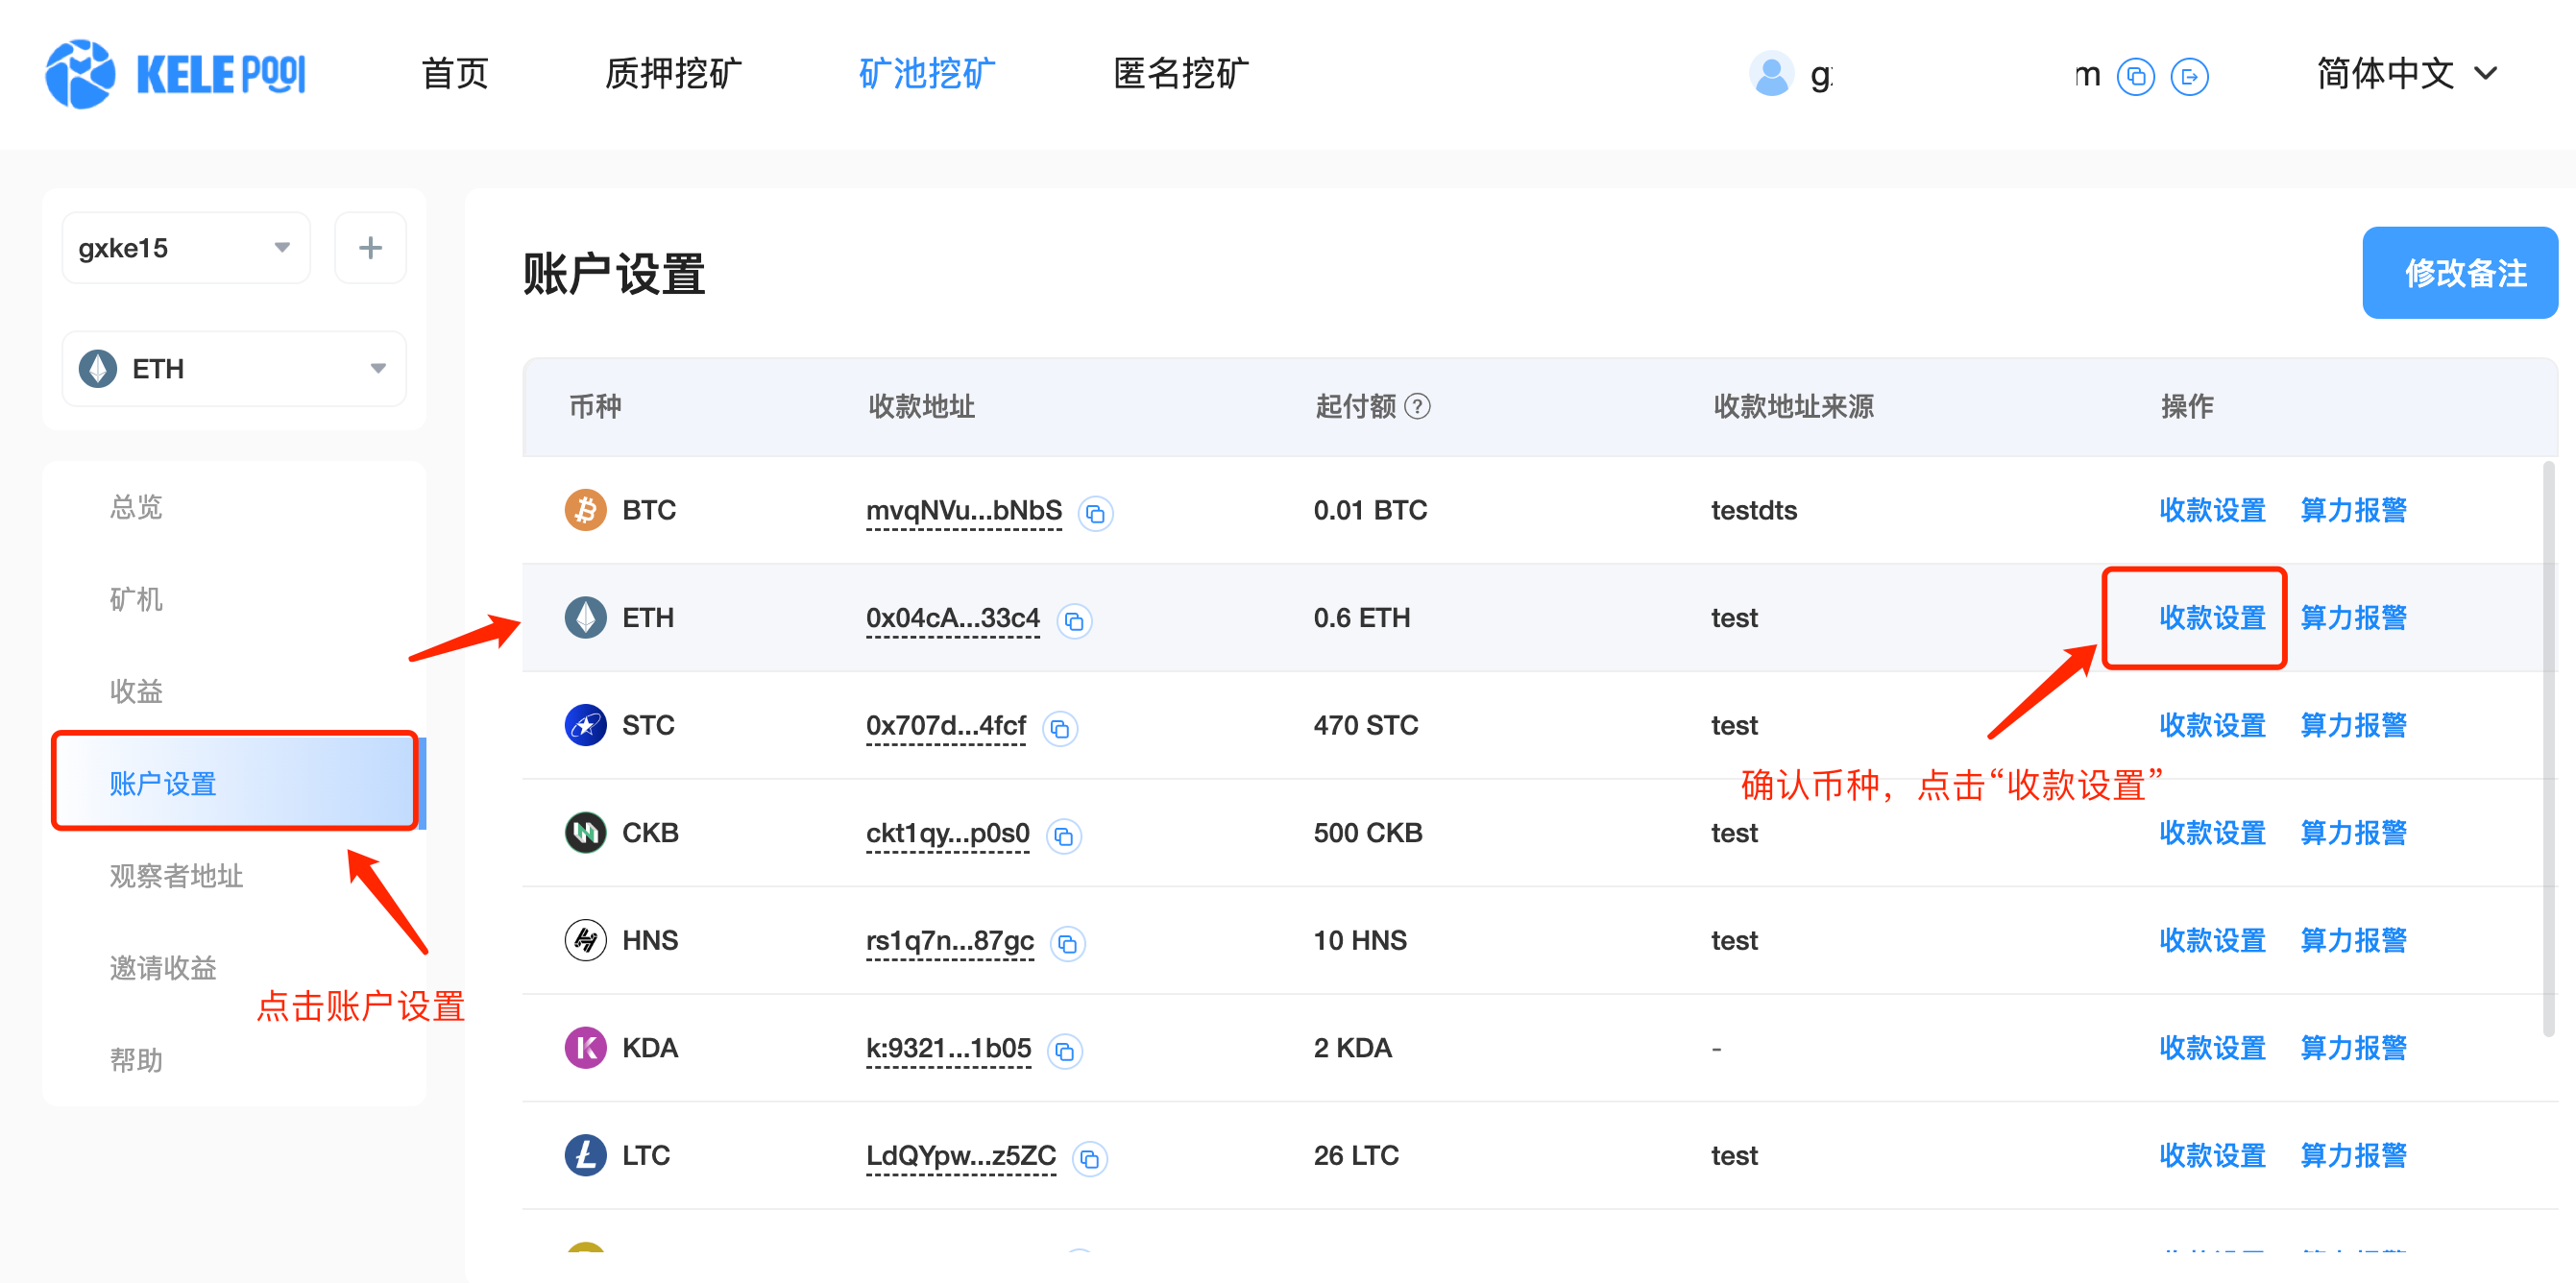 KELE POOL
首页
质押挖矿
矿池挖矿
匿名挖矿
g
m
简体中文
gxke15
ETH
总览
矿机
收益
账户设置
观察者地址
邀请收益
帮助
点击账户设置
账户设置
修改备注
币种 收款地址 起付额 ? 收款地址来源 操作
BTC mvqNVu...bNbS 0.01 BTC testdts 收款设置 算力报警
ETH 0x04cA...33c4 0.6 ETH test 收款设置 算力报警
STC 0x707d...4fcf 470 STC test 收款设置 算力报警
确认币种，点击“收款设置”
CKB ckt1qy...p0s0 500 CKB test 收款设置 算力报警
HNS rs1q7n...87gc 10 HNS test 收款设置 算力报警
KDA k:9321...1b05 2 KDA - 收款设置 算力报警
LTC LdQYpw...z5ZC 26 LTC test 收款设置 算力报警